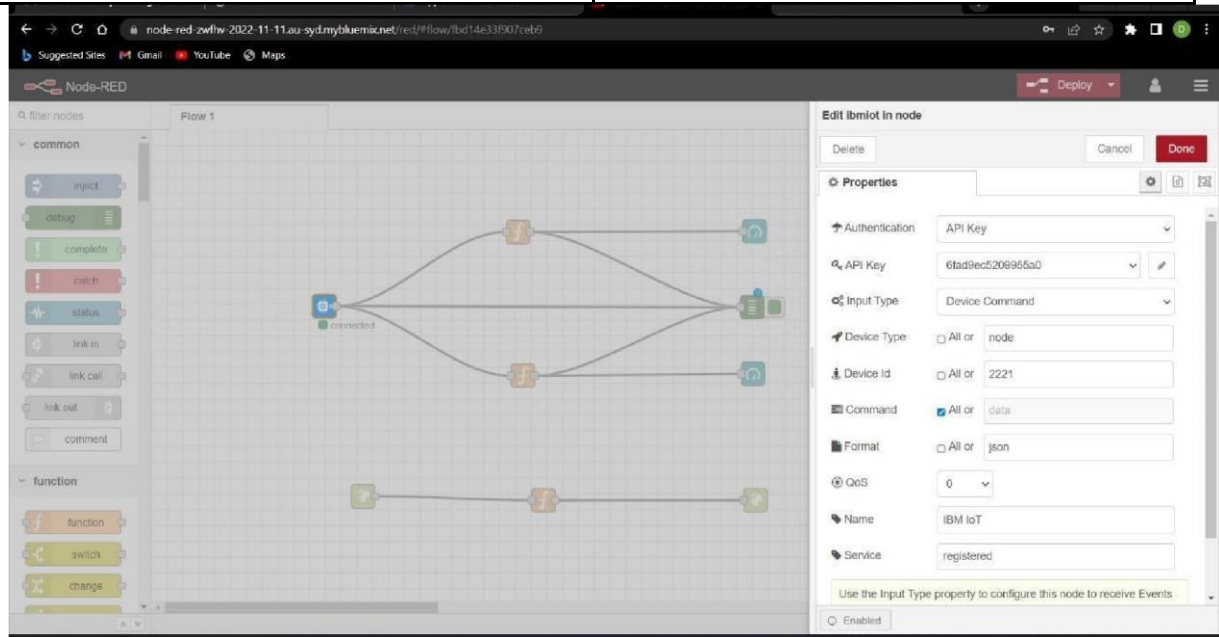 node-red-zwfhv-2022-11-11.au-syd.mybluemix.net/red/#flow/fbd14e33f907ceb9
Suggested Sites Gmail YouTube Maps
Node-RED
Deploy
filter nodes
Flow 1
Edit ibmiot in node
common
Delete
Cancel
Done
inject
Properties
debug
Authentication
API Key
complete
API Key
6fad9ec5209955a0
catch
Input Type
Device Command
status
connected
link in
Device Type
All or
node
link call
Device Id
All or
2221
link out
Command
All or
data
comment
Format
All or
json
function
QoS
0
function
Name
IBM IoT
switch
Service
registered
change
Use the Input Type property to configure this node to receive Events
Enabled